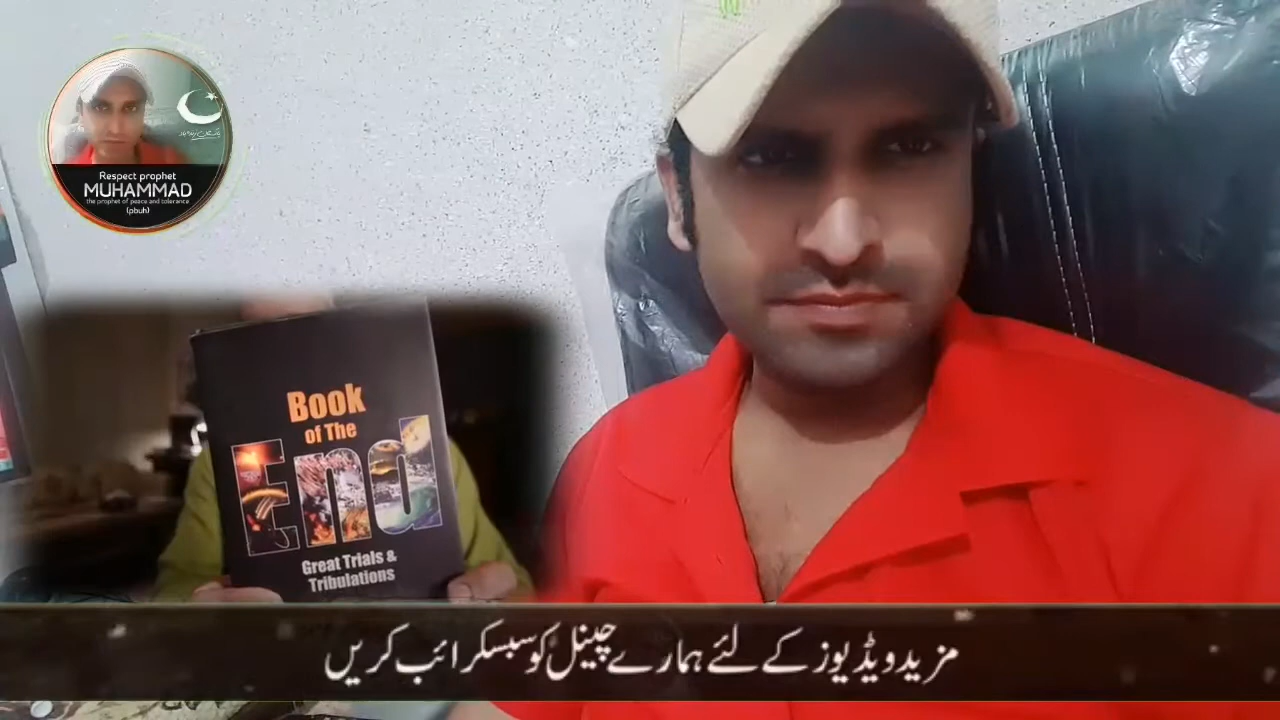 Respect prophet
MUHAMMAD
the prophet of peace and tolerance
(pbuh)
Book
of The
End
Great Trials &
Tribulations
مزید ویڈیوز کے لئے ہمارے چینل کو سبسکرائب کریں